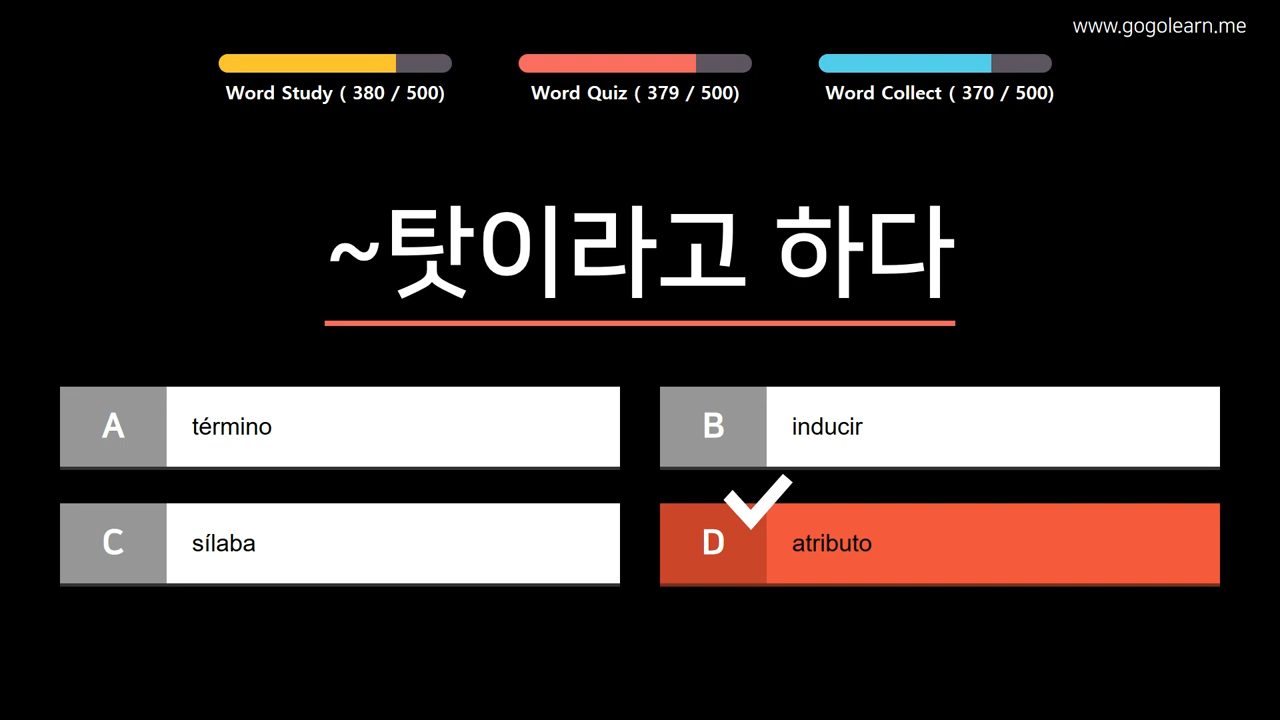 www.gogolearn.me
Word Study ( 380 / 500)
Word Quiz ( 379 / 500)
Word Collect ( 370 / 500)
~탓이라고 하다
A término
B inducir
C sílaba
D atributo